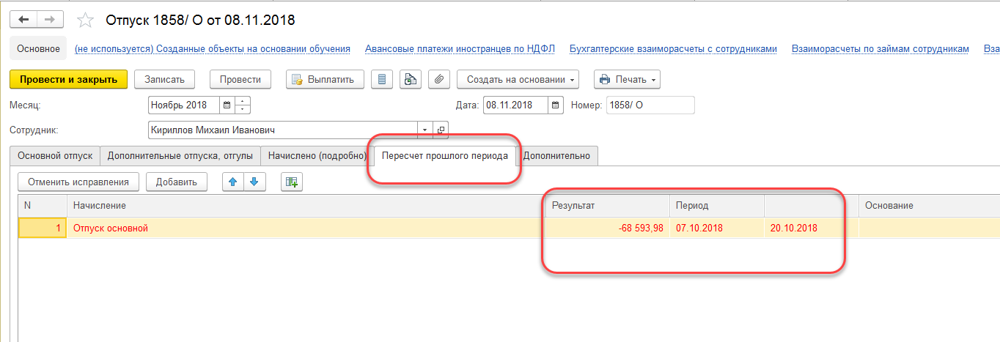 Отпуск 1858/ О от 08.11.2018
Основное (не используется) Созданные объекты на основании обучения Авансовые платежи иностранцев по НДФЛ Бухгалтерские взаиморасчеты с сотрудниками Взаиморасчеты по займам сотрудникам Вза
Провести и закрыть Записать Провести Выплатить Создать на основании Печать
Месяц: Ноябрь 2018 Дата: 08.11.2018 Номер: 1858/ О
Сотрудник: Кириллов Михаил Иванович
Основной отпуск Дополнительные отпуска, отгулы Начислено (подробно) Пересчет прошлого периода Дополнительно
Отменить исправления Добавить
N Начисление Результат Период Основание
1 Отпуск основной -68 593,98 07.10.2018 20.10.2018